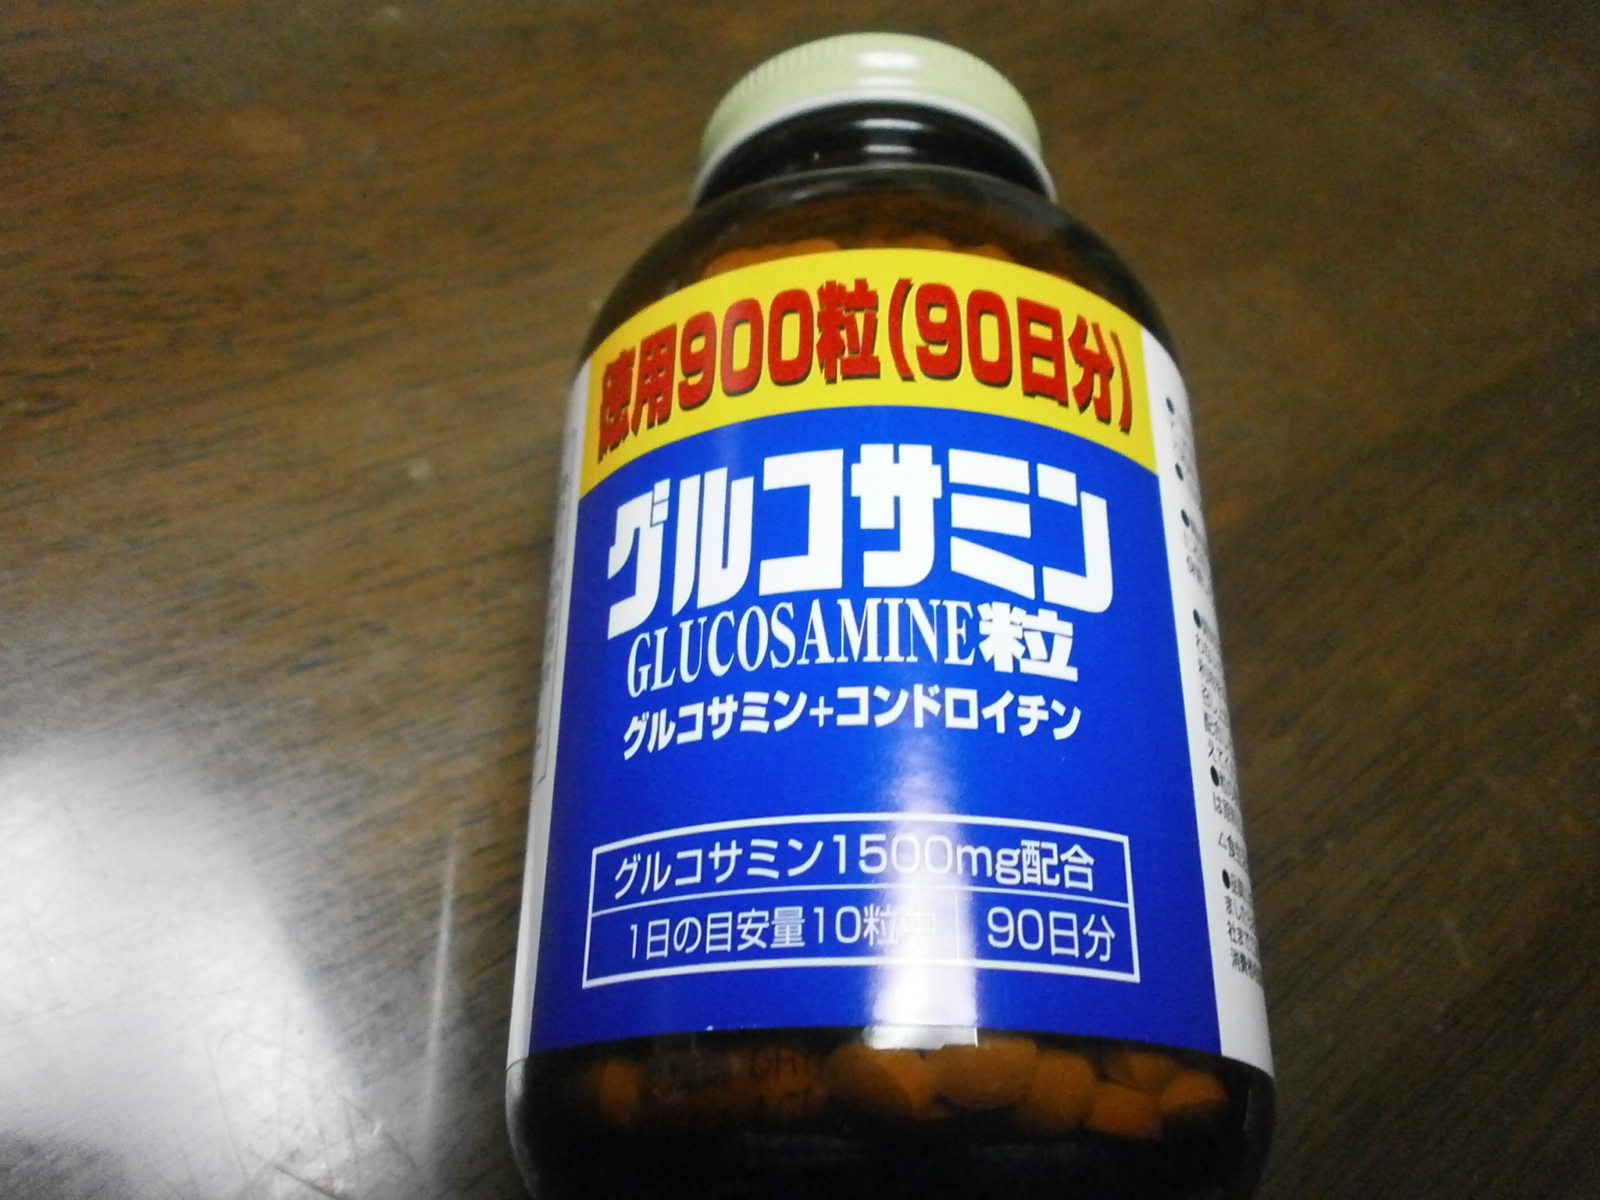 徳用900粒(90日分)
グルコサミン
GLUCOSAMINE粒
グルコサミン+コンドロイチン
グルコサミン1500mg配合
1日の目安量10粒中 90日分